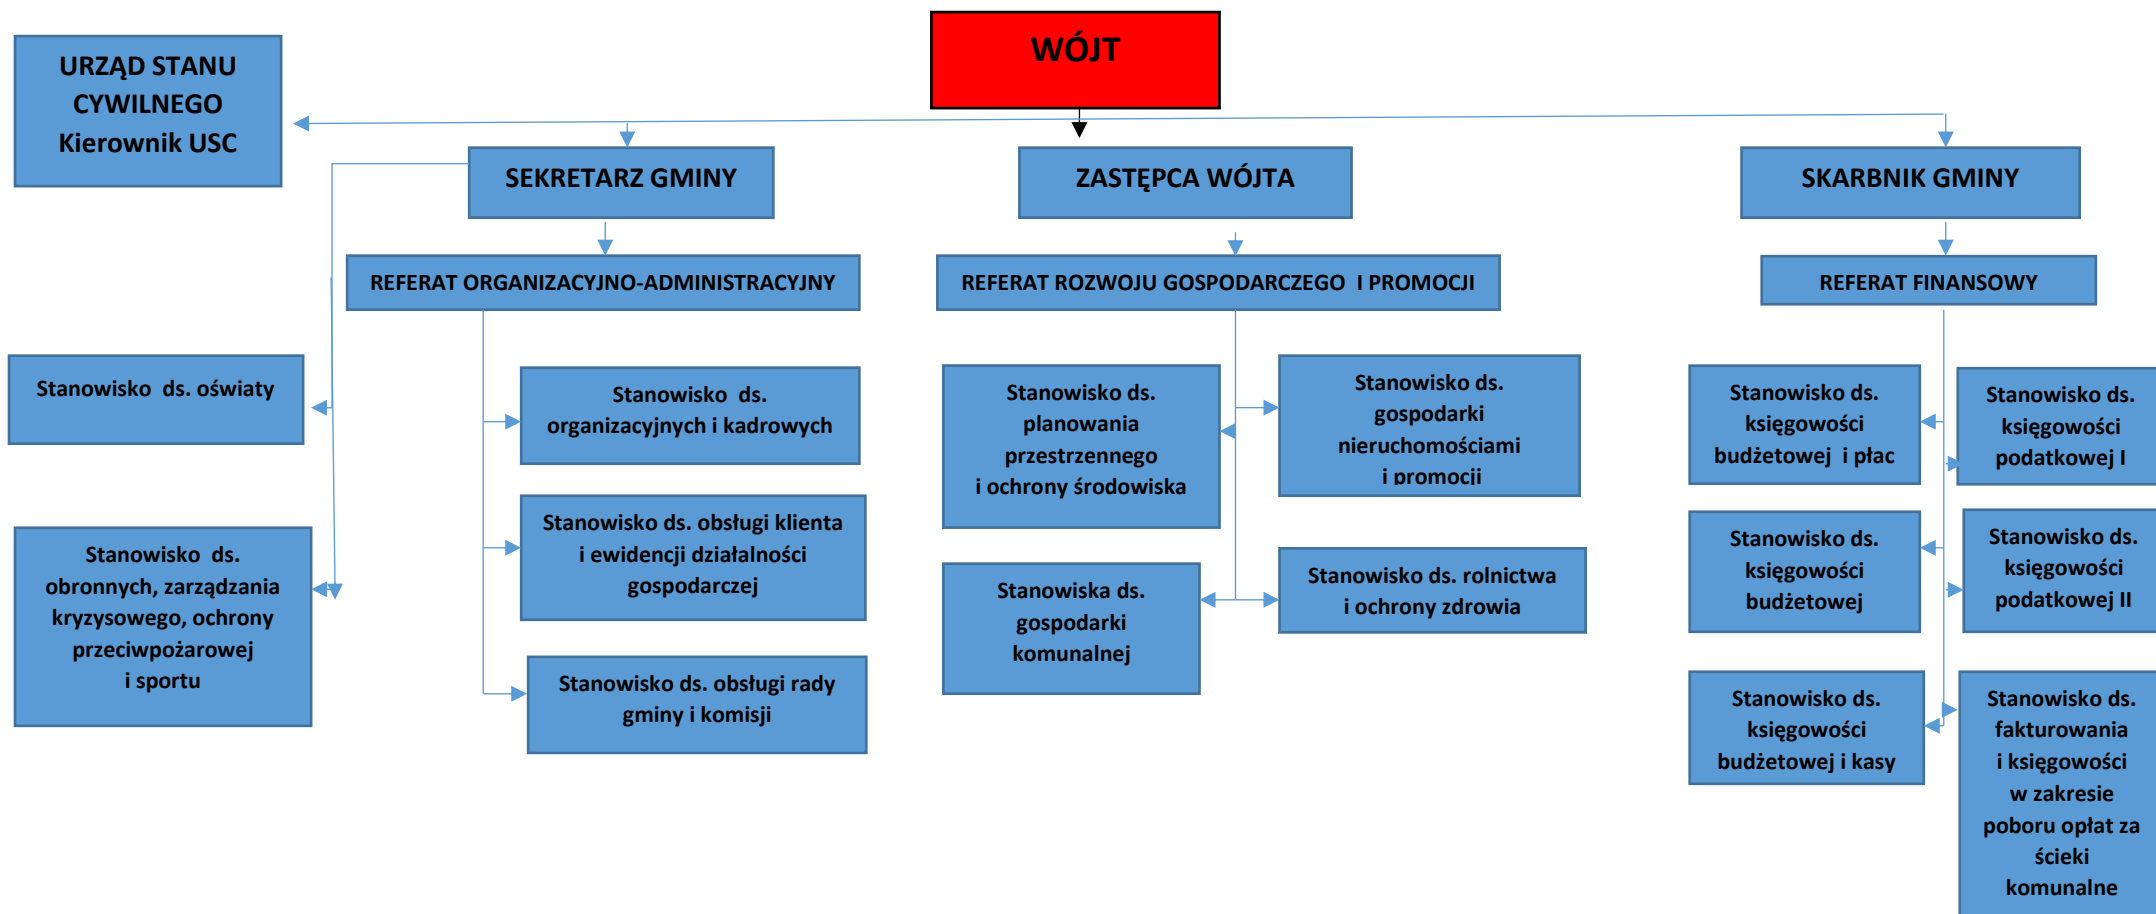 WÓJT
URZĄD STANU
CYWILNEGO
Kierownik USC
SEKRETARZ GMINY
ZASTĘPCA WÓJTA
SKARBNIK GMINY
REFERAT ORGANIZACYJNO-ADMINISTRACYJNY
REFERAT ROZWOJU GOSPODARCZEGO I PROMOCJI
REFERAT FINANSOWY
Stanowisko ds. oświaty
Stanowisko ds.
obronnych, zarządzania
kryzysowego, ochrony
przeciwpożarowej
i sportu
Stanowisko ds.
organizacyjnych i kadrowych
Stanowisko ds. obsługi klienta
i ewidencji działalności
gospodarczej
Stanowisko ds. obsługi rady
gminy i komisji
Stanowisko ds.
planowania
przestrzennego
i ochrony środowiska
Stanowisko ds.
gospodarki
nieruchomościami
i promocji
Stanowiska ds.
gospodarki
komunalnej
Stanowisko ds. rolnictwa
i ochrony zdrowia
Stanowisko ds.
księgowości
budżetowej i płac
Stanowisko ds.
księgowości
podatkowej I
Stanowisko ds.
księgowości
budżetowej
Stanowisko ds.
księgowości
podatkowej II
Stanowisko ds.
księgowości
budżetowej i kasy
Stanowisko ds.
fakturowania
i księgowości
w zakresie
poboru opłat za
ścieki
komunalne